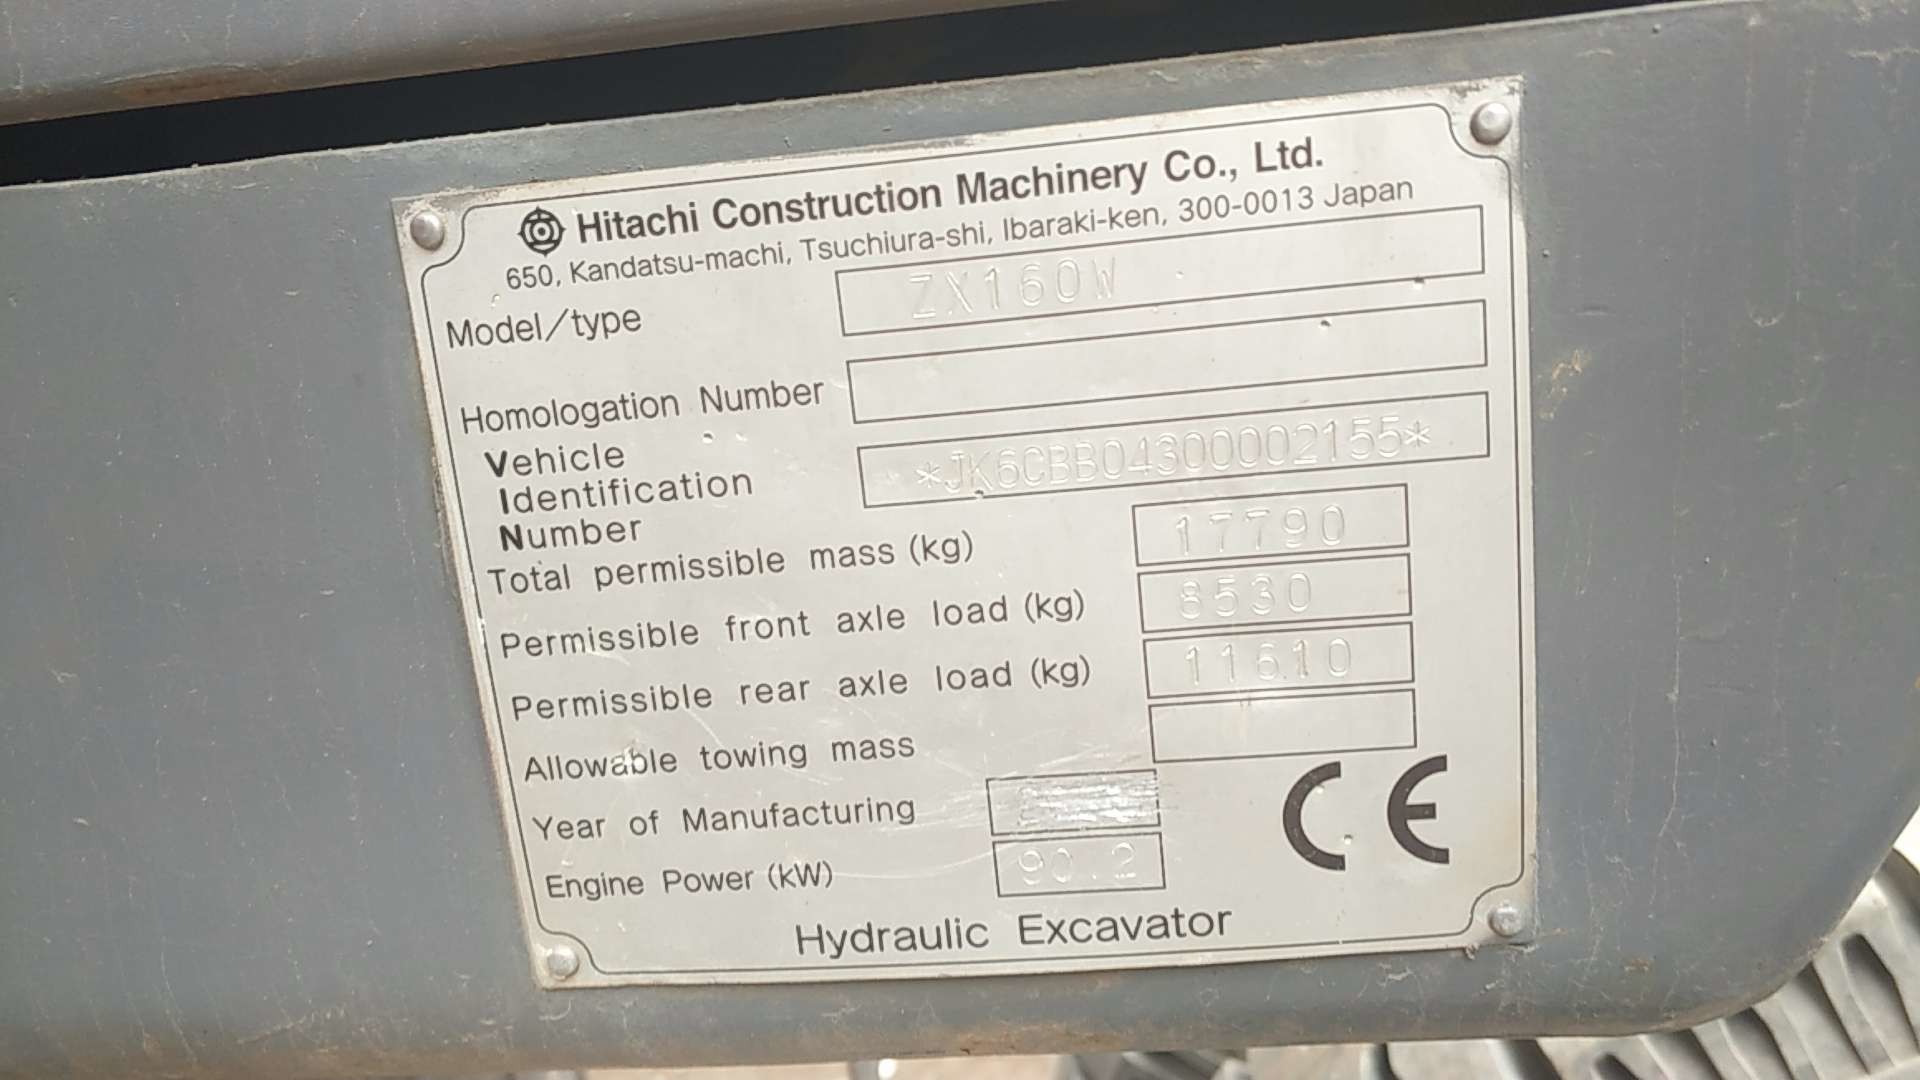 Hitachi Construction Machinery Co., Ltd.
650, Kandatsu-machi, Tsuchiura-shi, Ibaraki-ken, 300-0013 Japan
Model/type ZX160W
Homologation Number
Vehicle Identification Number *JK6CBB04300002155*
Total permissible mass (kg) 17790
Permissible front axle load (kg) 8530
Permissible rear axle load (kg) 11610
Allowable towing mass
Year of Manufacturing
Engine Power (kW) 90.2
CE
Hydraulic Excavator